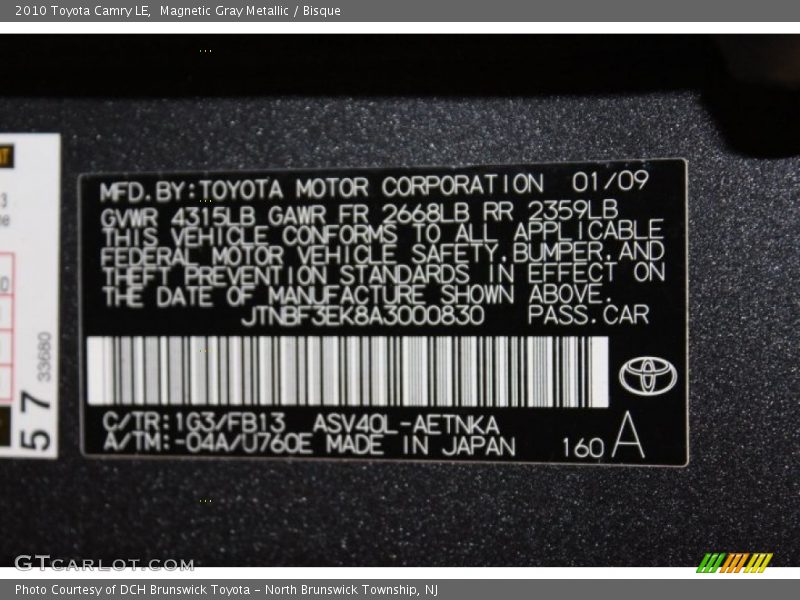 2010 Toyota Camry LE, Magnetic Gray Metallic / Bisque
MFD.BY:TOYOTA MOTOR CORPORATION 01/09
GVWR 4315LB GAWR FR 2668LB RR 2359LB
THIS VEHICLE CONFORMS TO ALL APPLICABLE
FEDERAL MOTOR VEHICLE SAFETY,BUMPER,AND
THEFT PREVENTION STANDARDS IN EFFECT ON
THE DATE OF MANUFACTURE SHOWN ABOVE.
JTNBF3EK8A3000830 PASS.CAR
C/TR:1G3/FB13 ASV40L-AETNKA
A/TM:-04A/U760E MADE IN JAPAN 160 A
57 33680
GTCARLOT.COM
Photo Courtesy of DCH Brunswick Toyota - North Brunswick Township, NJ